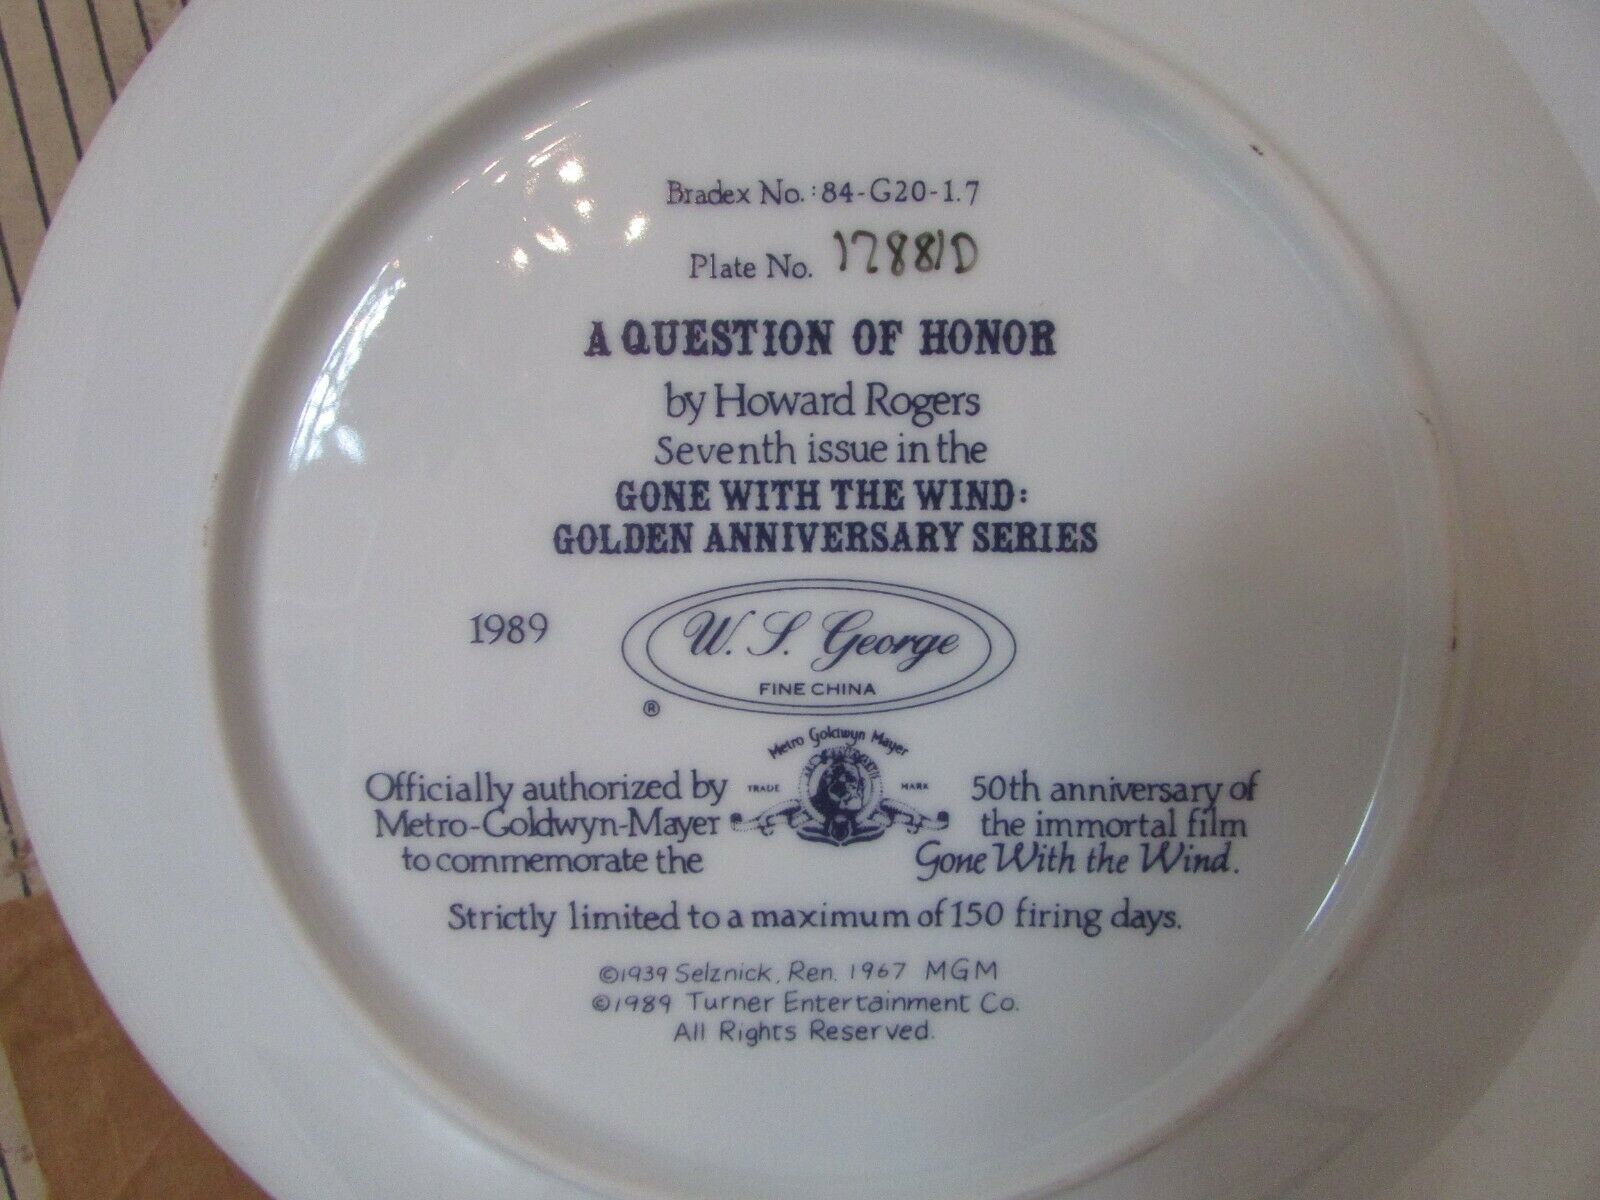 Bradex No.: 84-G20-1.7
Plate No. 17881D
A QUESTION OF HONOR
by Howard Rogers
Seventh issue in the
GONE WITH THE WIND:
GOLDEN ANNIVERSARY SERIES
1989
W. S. George
FINE CHINA
®
Metro Goldwyn Mayer
TRADE MARK
Officially authorized by
Metro-Goldwyn-Mayer
to commemorate the
50th anniversary of
the immortal film
Gone With the Wind.
Strictly limited to a maximum of 150 firing days.
©1939 Selznick, Ren. 1967 MGM
©1989 Turner Entertainment Co.
All Rights Reserved.